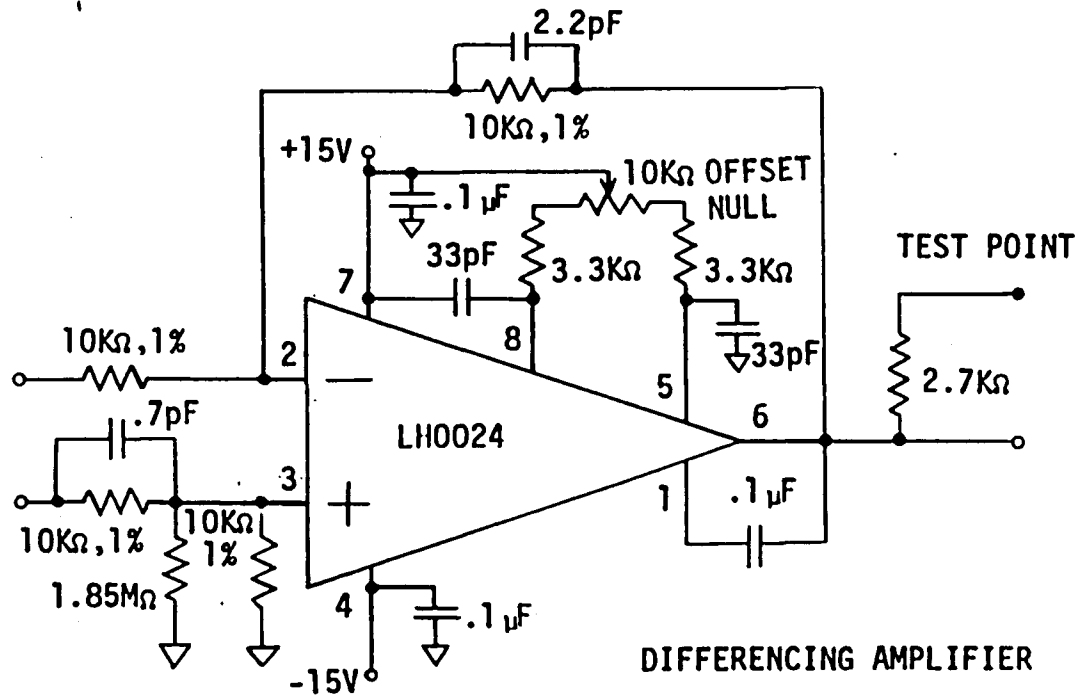 2.2pF
10KΩ,1%
+15V
10KΩ OFFSET
NULL
.1µF
33pF
3.3KΩ
3.3KΩ
TEST POINT
7
8
33pF
10KΩ,1%
2
5
2.7KΩ
6
.7pF
LH0024
3
1
.1µF
10KΩ,1%
10KΩ
1%
1.85MΩ
4
.1µF
-15V
DIFFERENCING AMPLIFIER